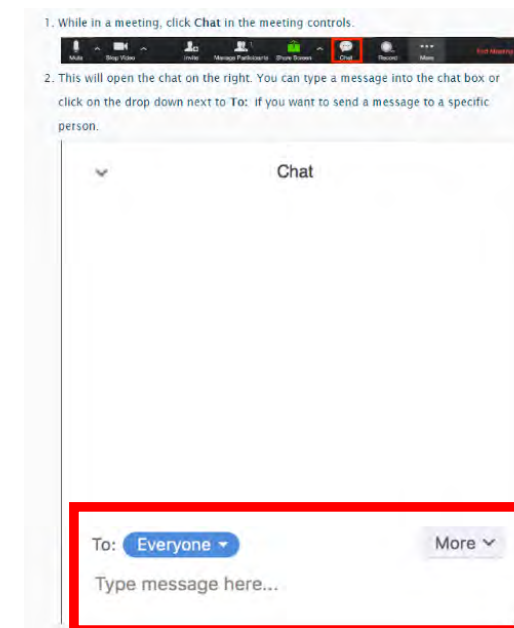 1. While in a meeting, click Chat in the meeting controls.
Mute Stop Video Invite Manage Participants Share Screen Chat Record More End Meeting
2. This will open the chat on the right. You can type a message into the chat box or
click on the drop down next to To: if you want to send a message to a specific
person.
Chat
To: Everyone More
Type message here...